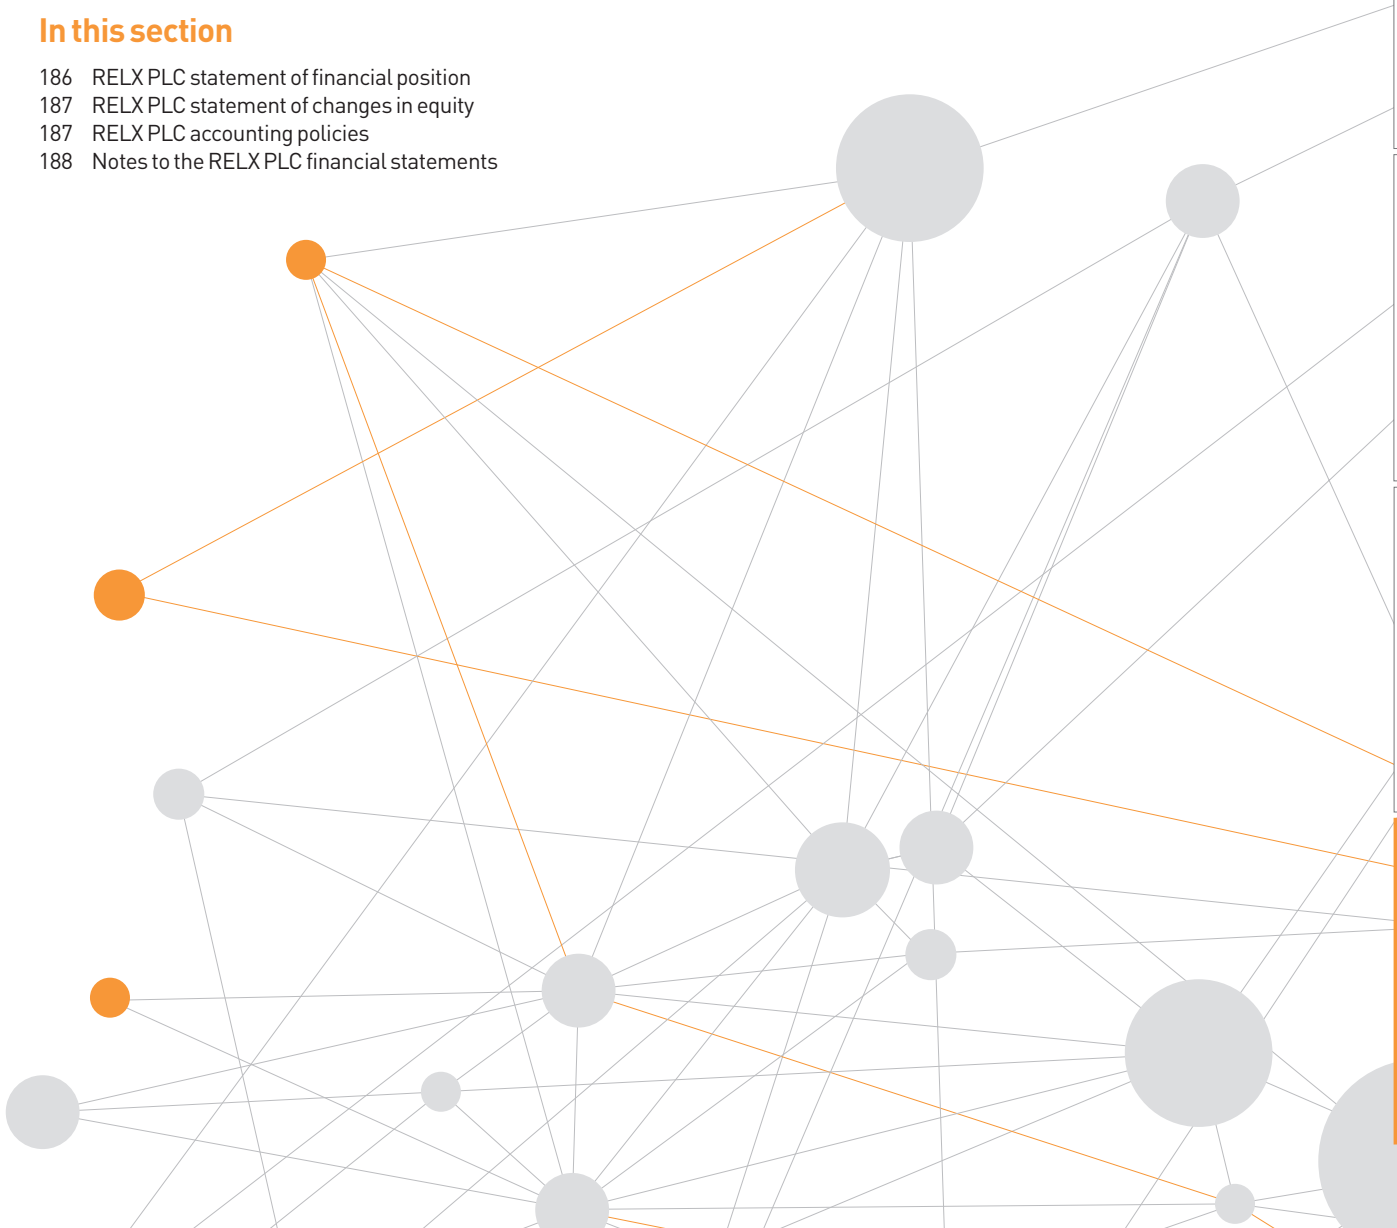 In this section
186 RELX PLC statement of financial position
187 RELX PLC statement of changes in equity
187 RELX PLC accounting policies
188 Notes to the RELX PLC financial statements